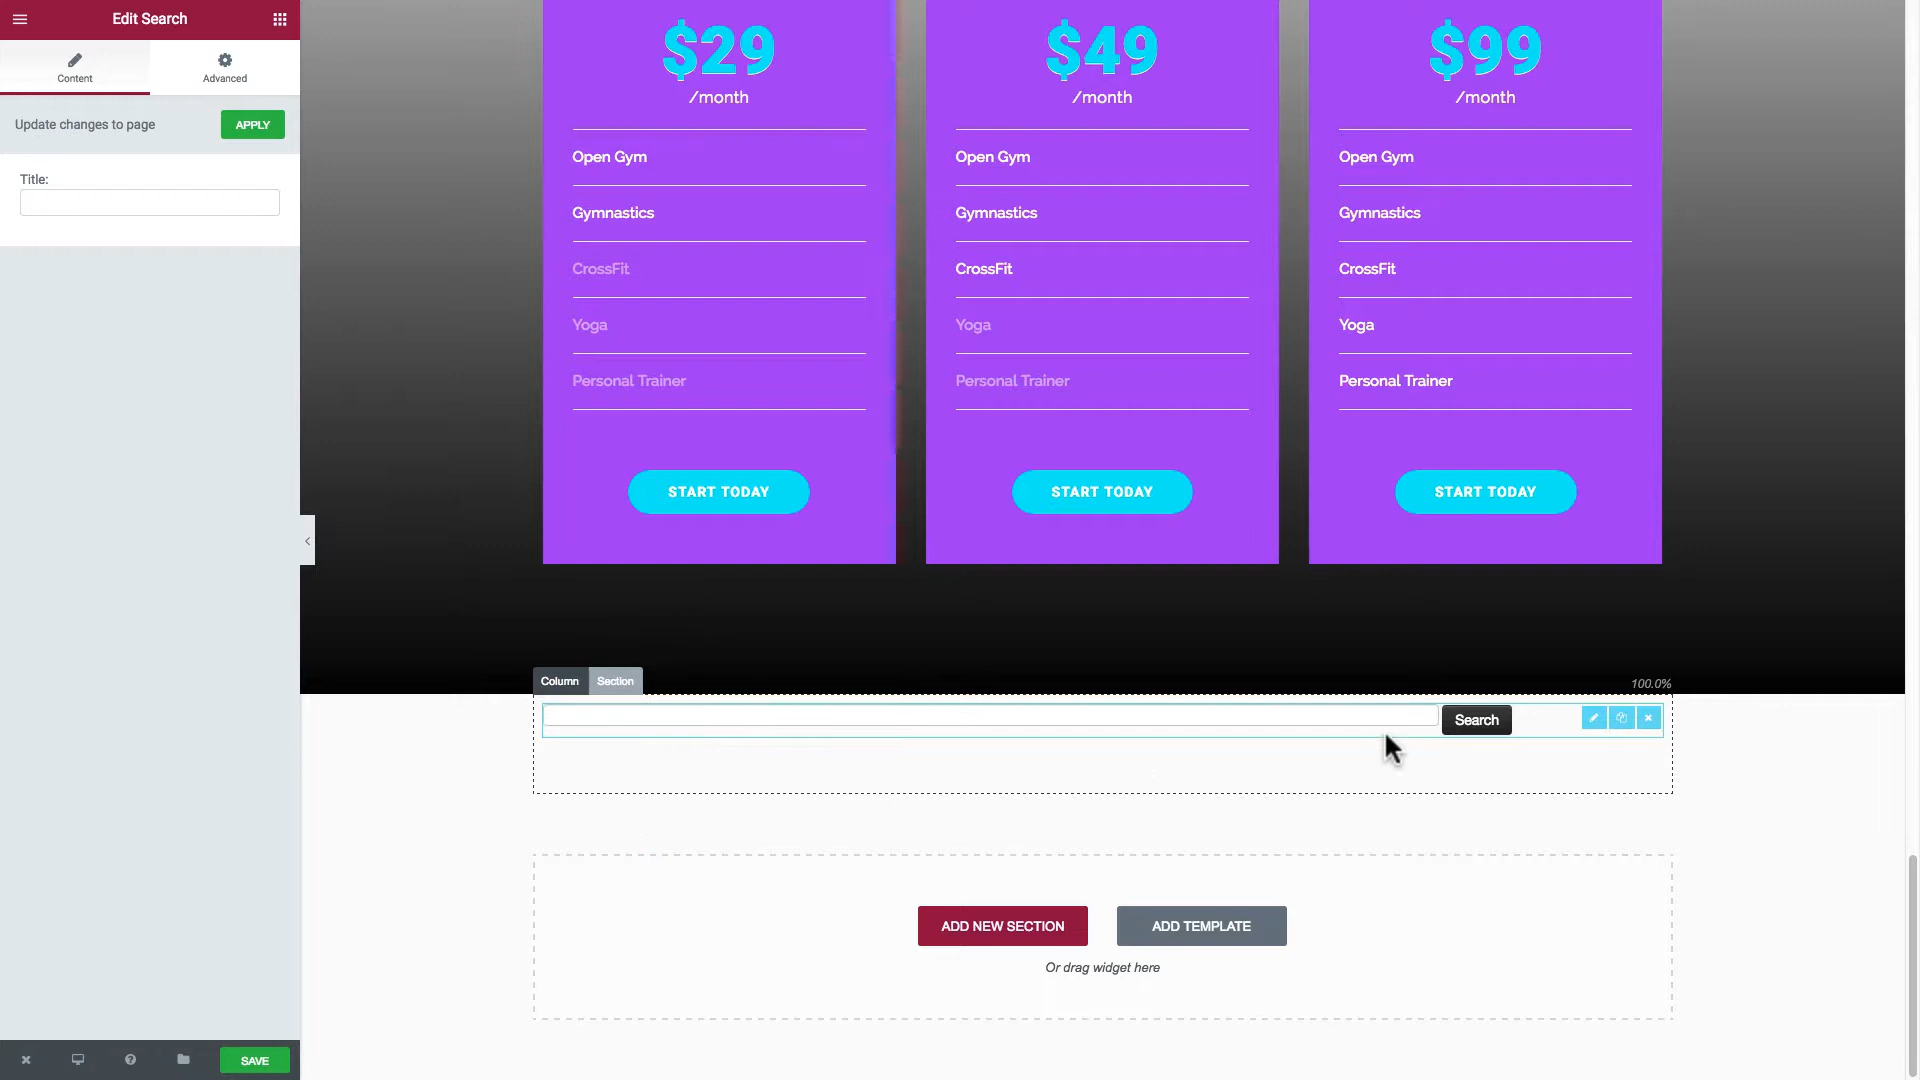 Edit Search
Content
Advanced
Update changes to page
APPLY
Title:
$29
/month
Open Gym
Gymnastics
CrossFit
Yoga
Personal Trainer
START TODAY
$49
/month
Open Gym
Gymnastics
CrossFit
Yoga
Personal Trainer
START TODAY
$99
/month
Open Gym
Gymnastics
CrossFit
Yoga
Personal Trainer
START TODAY
Column
Section
100.0%
Search
ADD NEW SECTION
ADD TEMPLATE
Or drag widget here
SAVE